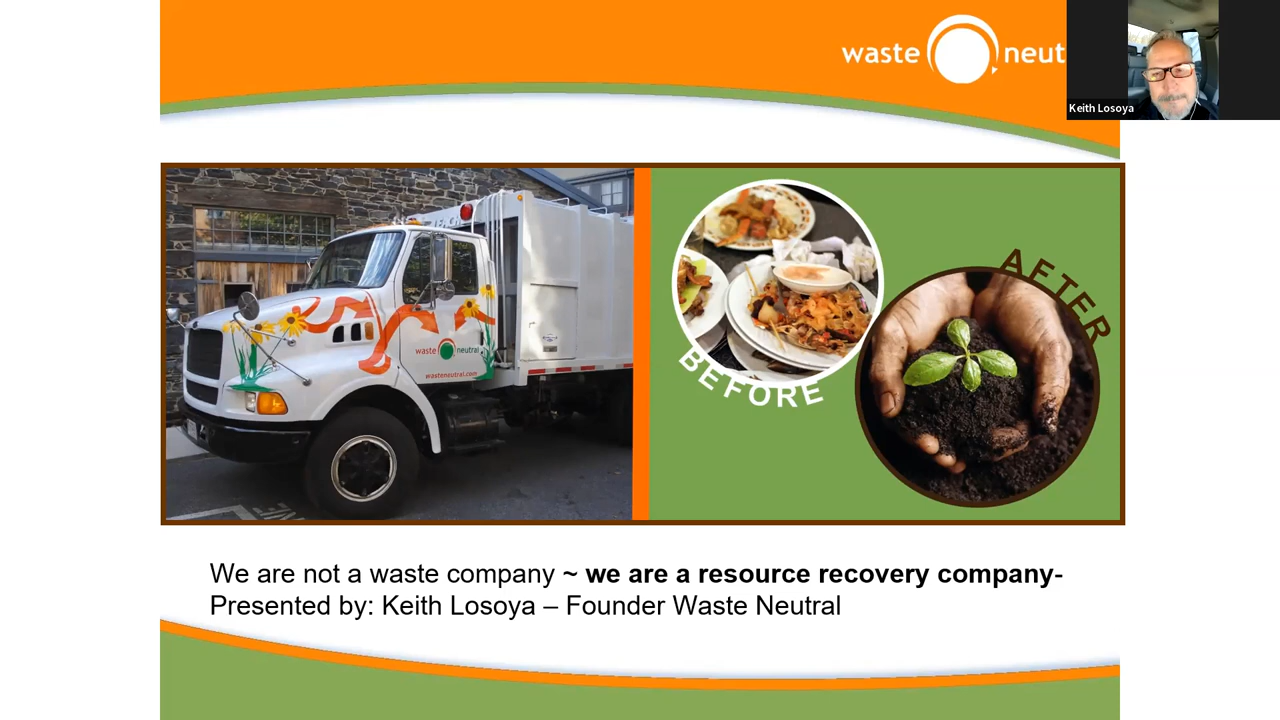 waste neut
Keith Losoya
waste neutral
wasteneutral.com
BEFORE
AFTER
We are not a waste company ~ we are a resource recovery company-
Presented by: Keith Losoya – Founder Waste Neutral